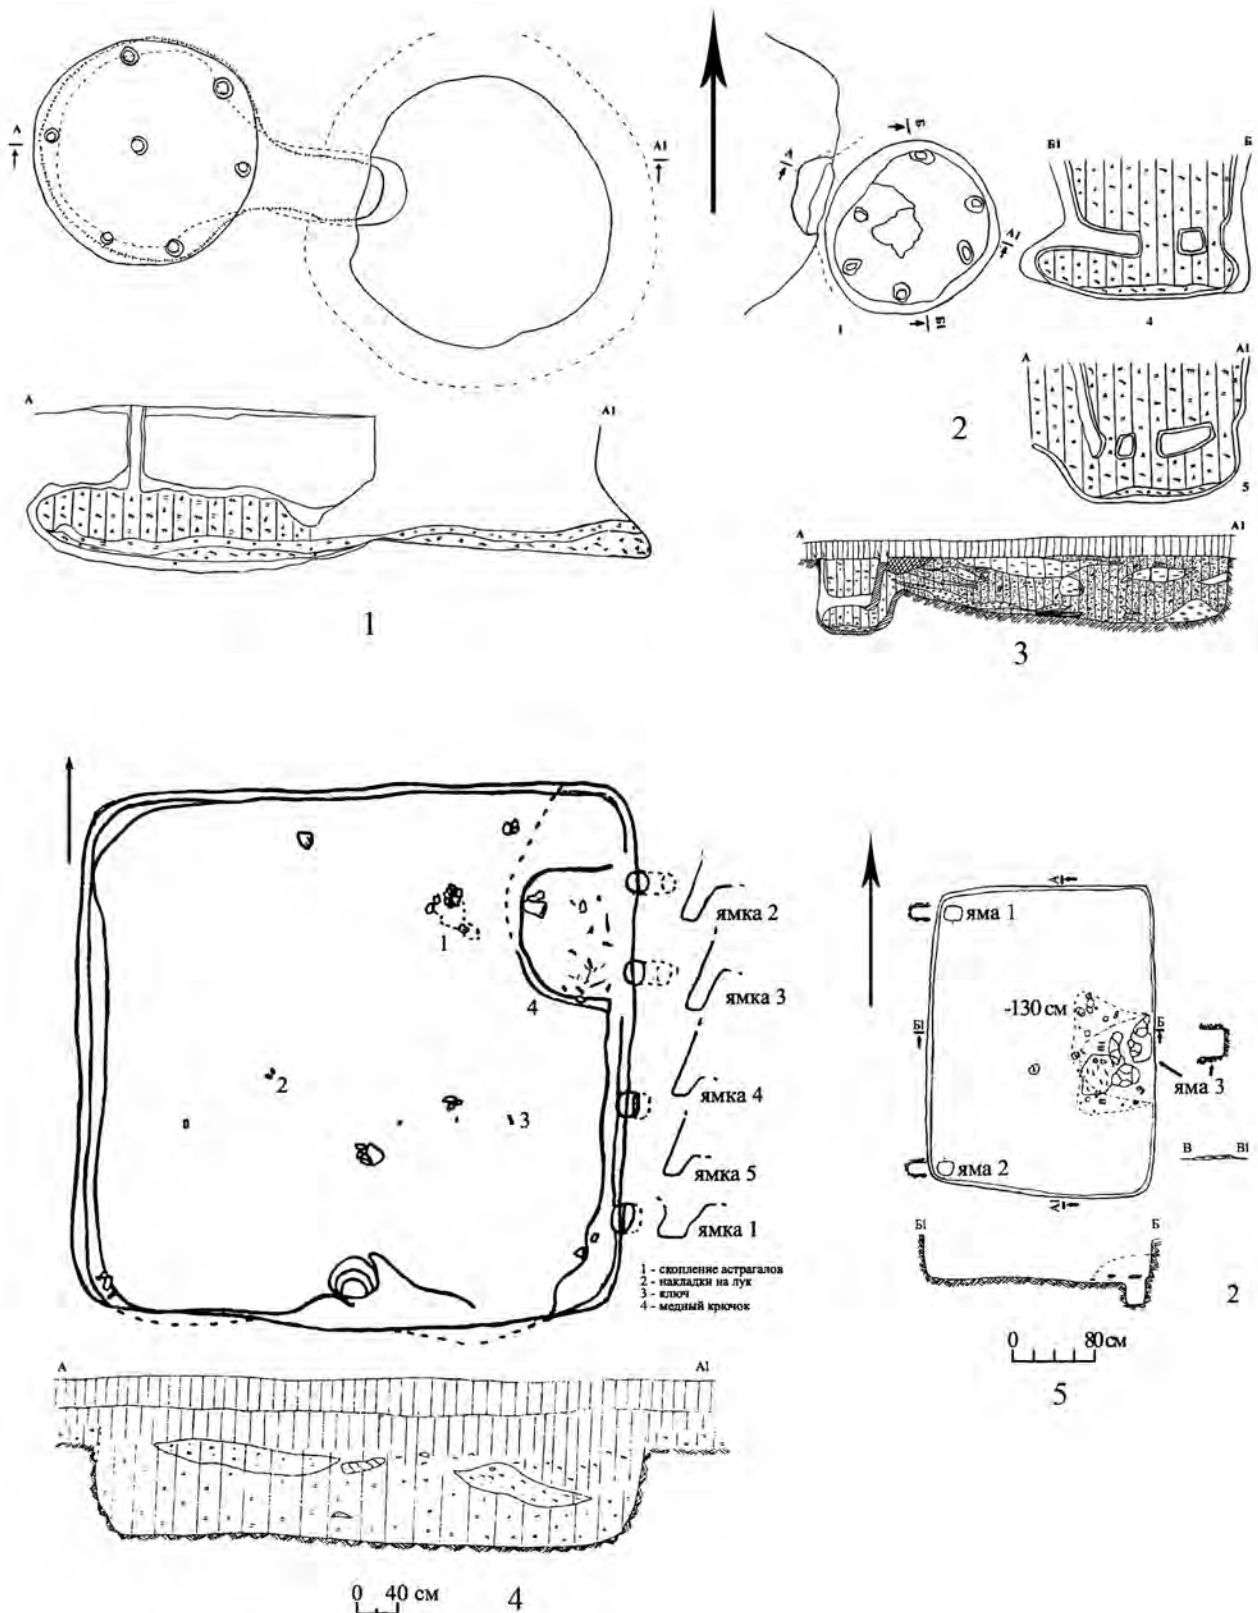 А
А1
А
А1
1
Б
А
А1
Б1
1
Б1
Б
4
А
А1
5
2
А
А1
3
1
2
3
4
ямка 2
ямка 3
ямка 4
ямка 5
ямка 1
1 - скопление астрагалов
2 - накладки на лук
3 - ключ
4 - медный крючок
А
А1
0 40 см
4
А
яма 1
-130 см
Б1
Б
яма 3
В В1
яма 2
А1
Б1
Б
2
0 80 см
5